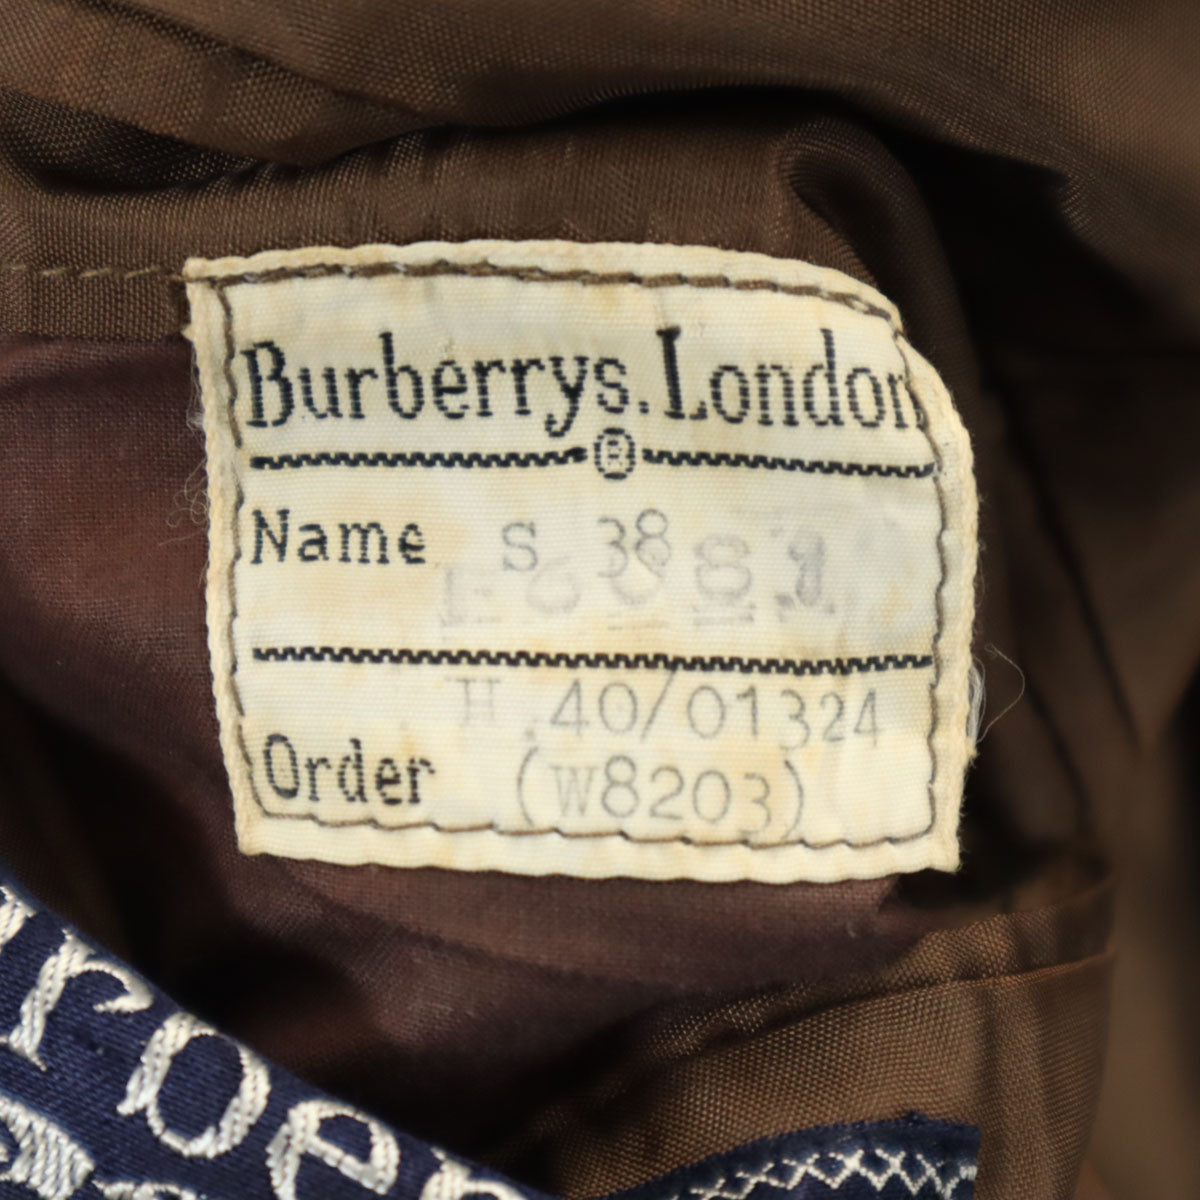 Burberrys. London
®
Name S 38
H. 40/01324
Order (W8203)